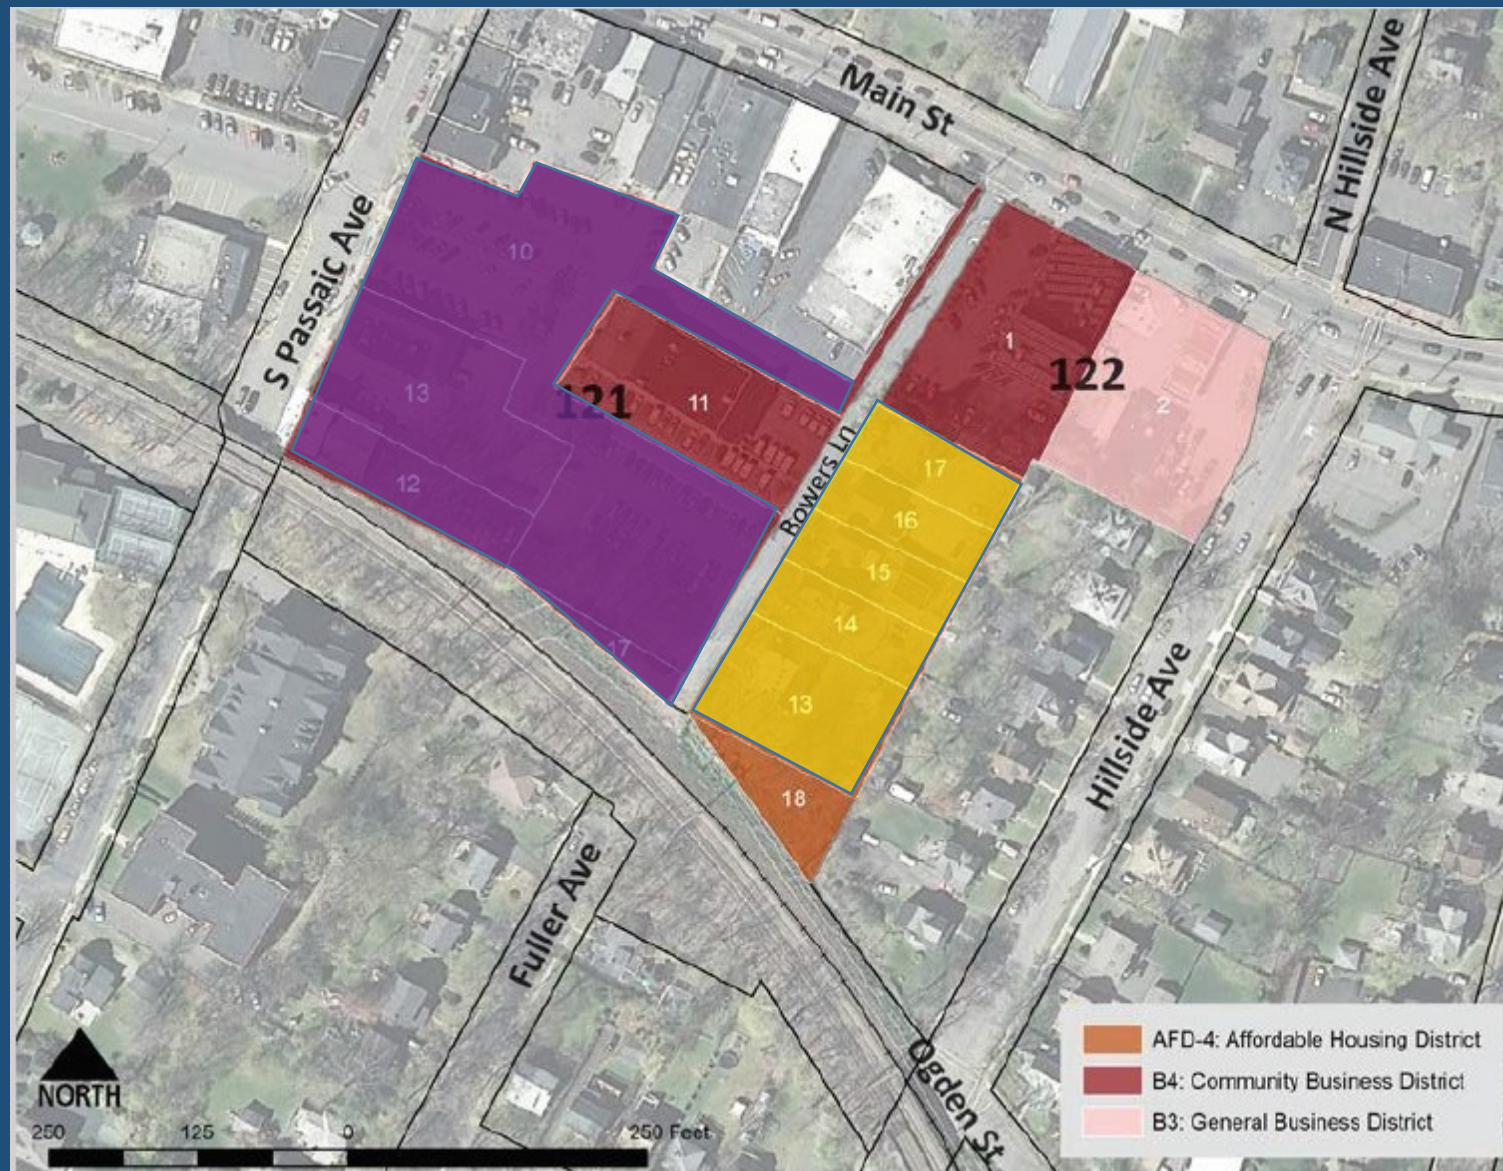 Main St
N Hillside Ave
S Passaic Ave
10
1
122
13
121
11
2
Bowers Ln
17
12
16
15
14
17
13
Hillside Ave
18
Fuller Ave
Ogden St
NORTH
250 125 0 250 Feet
AFD-4: Affordable Housing District
B4: Community Business District
B3: General Business District